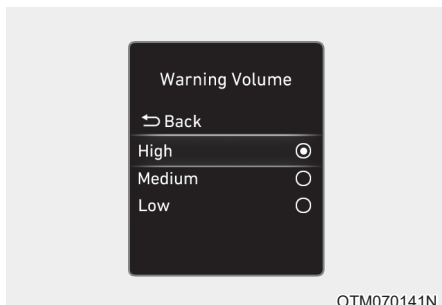 Warning Volume
Back
High
Medium
Low
OTM070141N